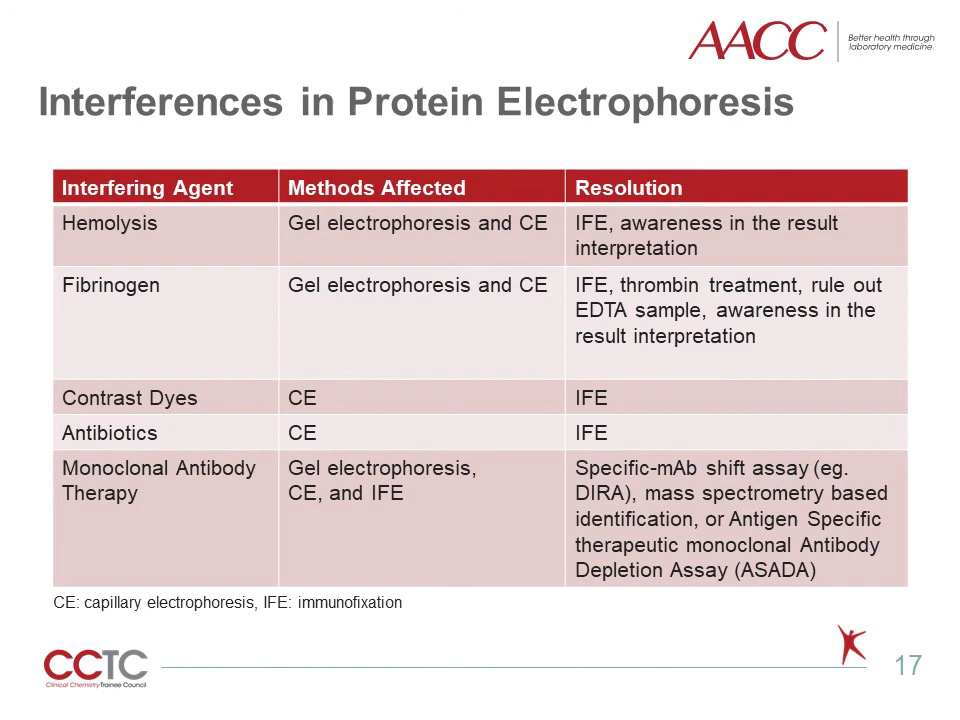 AACC
Better health through
laboratory medicine.
Interferences in Protein Electrophoresis
Interfering Agent
Methods Affected
Resolution
Hemolysis
Gel electrophoresis and CE
IFE, awareness in the result
interpretation
Fibrinogen
Gel electrophoresis and CE
IFE, thrombin treatment, rule out
EDTA sample, awareness in the
result interpretation
Contrast Dyes
CE
IFE
Antibiotics
CE
IFE
Monoclonal Antibody
Therapy
Gel electrophoresis,
CE, and IFE
Specific-mAb shift assay (eg.
DIRA), mass spectrometry based
identification, or Antigen Specific
therapeutic monoclonal Antibody
Depletion Assay (ASADA)
CE: capillary electrophoresis, IFE: immunofixation
CCTC
Clinical Chemistry Trainee Council
17